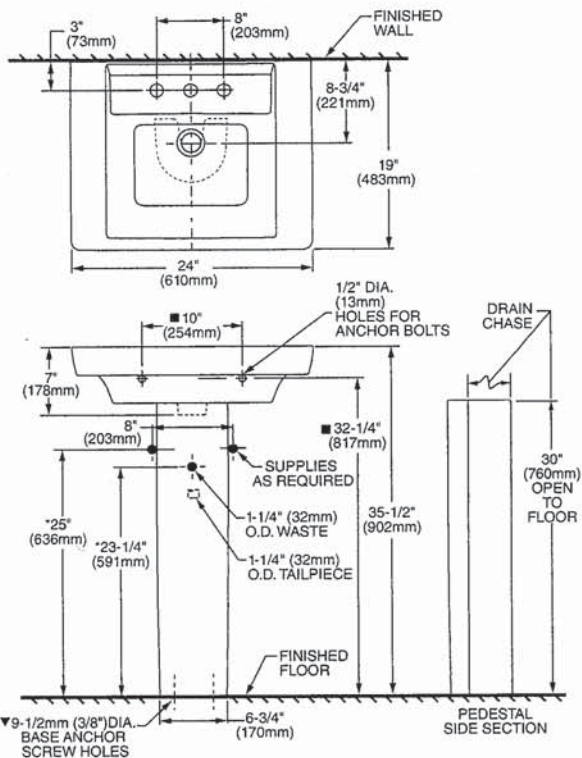 3"
(73mm)
8"
(203mm)
FINISHED
WALL
8-3/4"
(221mm)
19"
(483mm)
24"
(610mm)
■ 10"
(254mm)
1/2" DIA.
(13mm)
HOLES FOR
ANCHOR BOLTS
DRAIN
CHASE
7"
(178mm)
8"
(203mm)
■ 32-1/4"
(817mm)
SUPPLIES
AS REQUIRED
30"
(760mm)
OPEN
TO
FLOOR
*25"
(636mm)
*23-1/4"
(591mm)
1-1/4" (32mm)
O.D. WASTE
1-1/4" (32mm)
O.D. TAILPIECE
35-1/2"
(902mm)
FINISHED
FLOOR
▼9-1/2mm (3/8")DIA.
BASE ANCHOR
SCREW HOLES
6-3/4"
(170mm)
PEDESTAL
SIDE SECTION